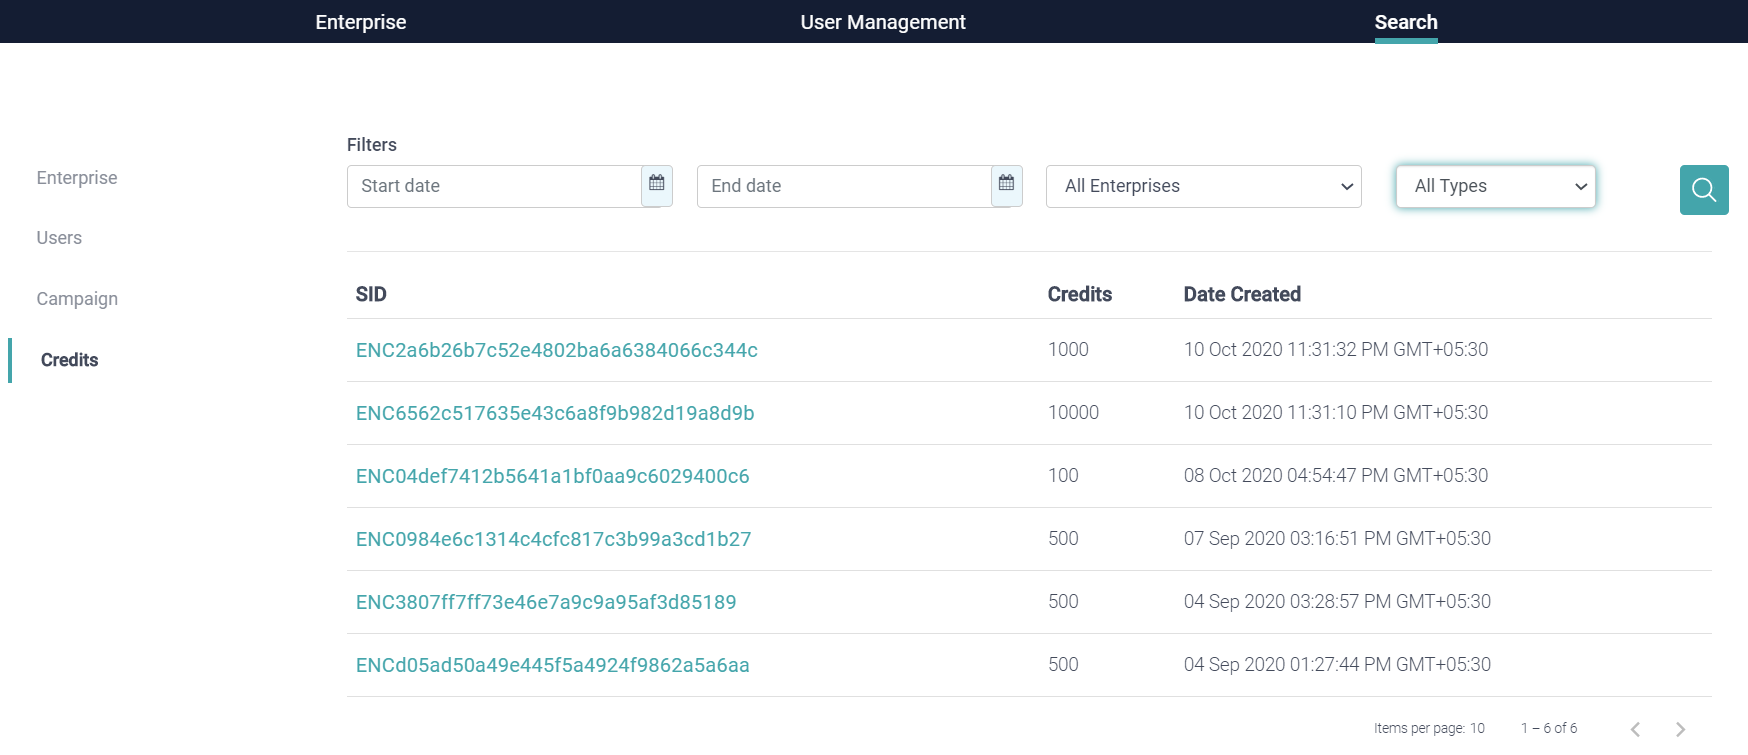 Enterprise User Management Search
Filters
Start date End date All Enterprises All Types
Enterprise
Users
Campaign
Credits
SID Credits Date Created
ENC2a6b26b7c52e4802ba6a6384066c344c 1000 10 Oct 2020 11:31:32 PM GMT+05:30
ENC6562c517635e43c6a8f9b982d19a8d9b 10000 10 Oct 2020 11:31:10 PM GMT+05:30
ENC04def7412b5641a1bf0aa9c6029400c6 100 08 Oct 2020 04:54:47 PM GMT+05:30
ENC0984e6c1314c4cfc817c3b99a3cd1b27 500 07 Sep 2020 03:16:51 PM GMT+05:30
ENC3807ff7ff73e46e7a9c9a95af3d85189 500 04 Sep 2020 03:28:57 PM GMT+05:30
ENCd05ad50a49e445f5a4924f9862a5a6aa 500 04 Sep 2020 01:27:44 PM GMT+05:30
Items per page: 10 1 – 6 of 6